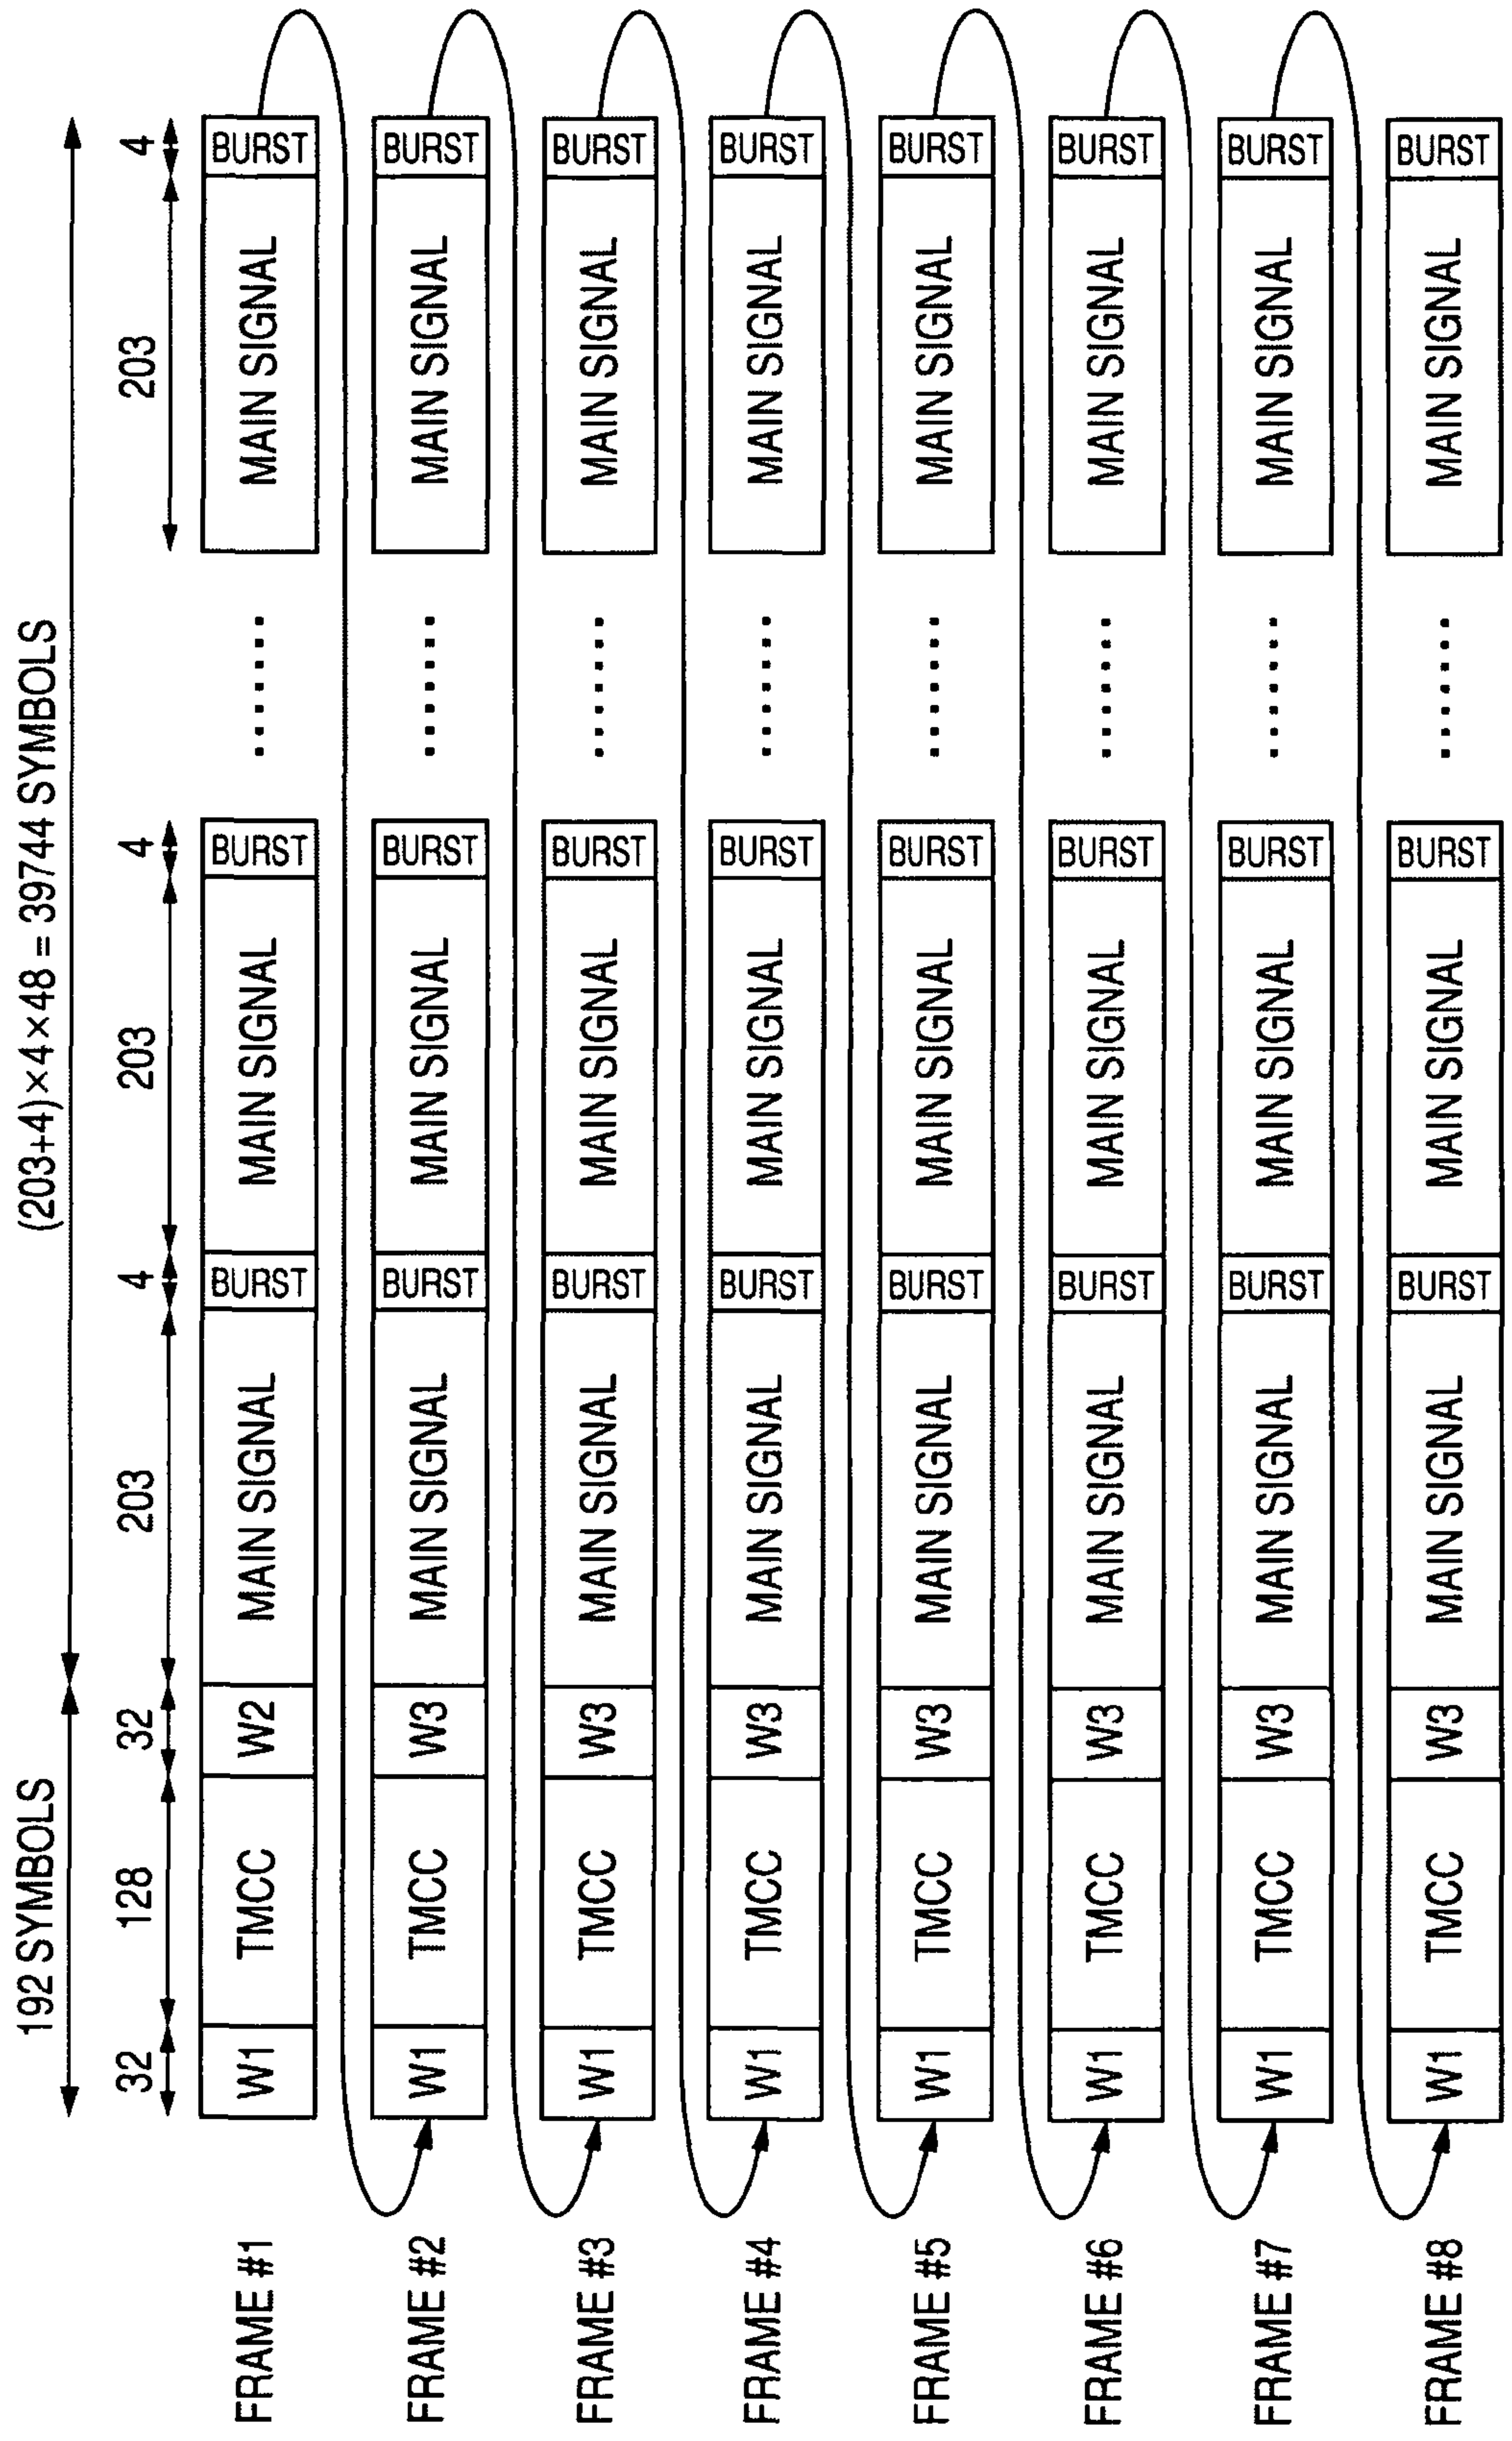 192 SYMBOLS (203+4)×4×48 = 39744 SYMBOLS
32 128 32 203 4 203 4 203 4
FRAME #1 W1 TMCC W2 MAIN SIGNAL BURST MAIN SIGNAL BURST ...... MAIN SIGNAL BURST
FRAME #2 W1 TMCC W3 MAIN SIGNAL BURST MAIN SIGNAL BURST ...... MAIN SIGNAL BURST
FRAME #3 W1 TMCC W3 MAIN SIGNAL BURST MAIN SIGNAL BURST ...... MAIN SIGNAL BURST
FRAME #4 W1 TMCC W3 MAIN SIGNAL BURST MAIN SIGNAL BURST ...... MAIN SIGNAL BURST
FRAME #5 W1 TMCC W3 MAIN SIGNAL BURST MAIN SIGNAL BURST ...... MAIN SIGNAL BURST
FRAME #6 W1 TMCC W3 MAIN SIGNAL BURST MAIN SIGNAL BURST ...... MAIN SIGNAL BURST
FRAME #7 W1 TMCC W3 MAIN SIGNAL BURST MAIN SIGNAL BURST ...... MAIN SIGNAL BURST
FRAME #8 W1 TMCC W3 MAIN SIGNAL BURST MAIN SIGNAL BURST ...... MAIN SIGNAL BURST